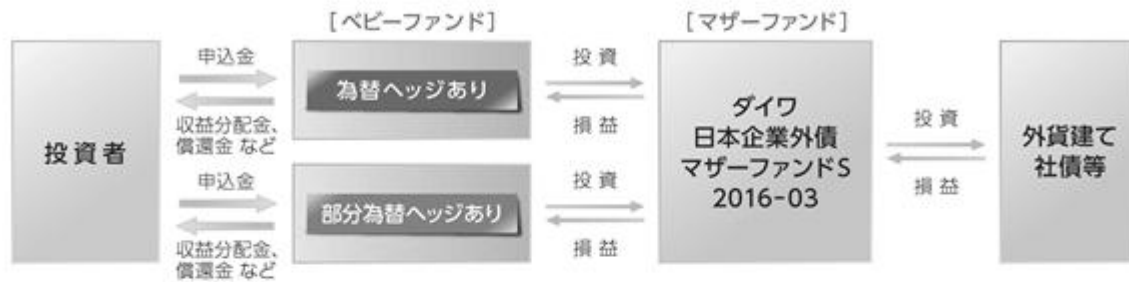 [ベビーファンド]
[マザーファンド]
投資者
申込金
収益分配金、
償還金 など
為替ヘッジあり
投資
損益
申込金
収益分配金、
償還金 など
部分為替ヘッジあり
投資
損益
ダイワ
日本企業外債
マザーファンドS
2016-03
投資
損益
外貨建て
社債等